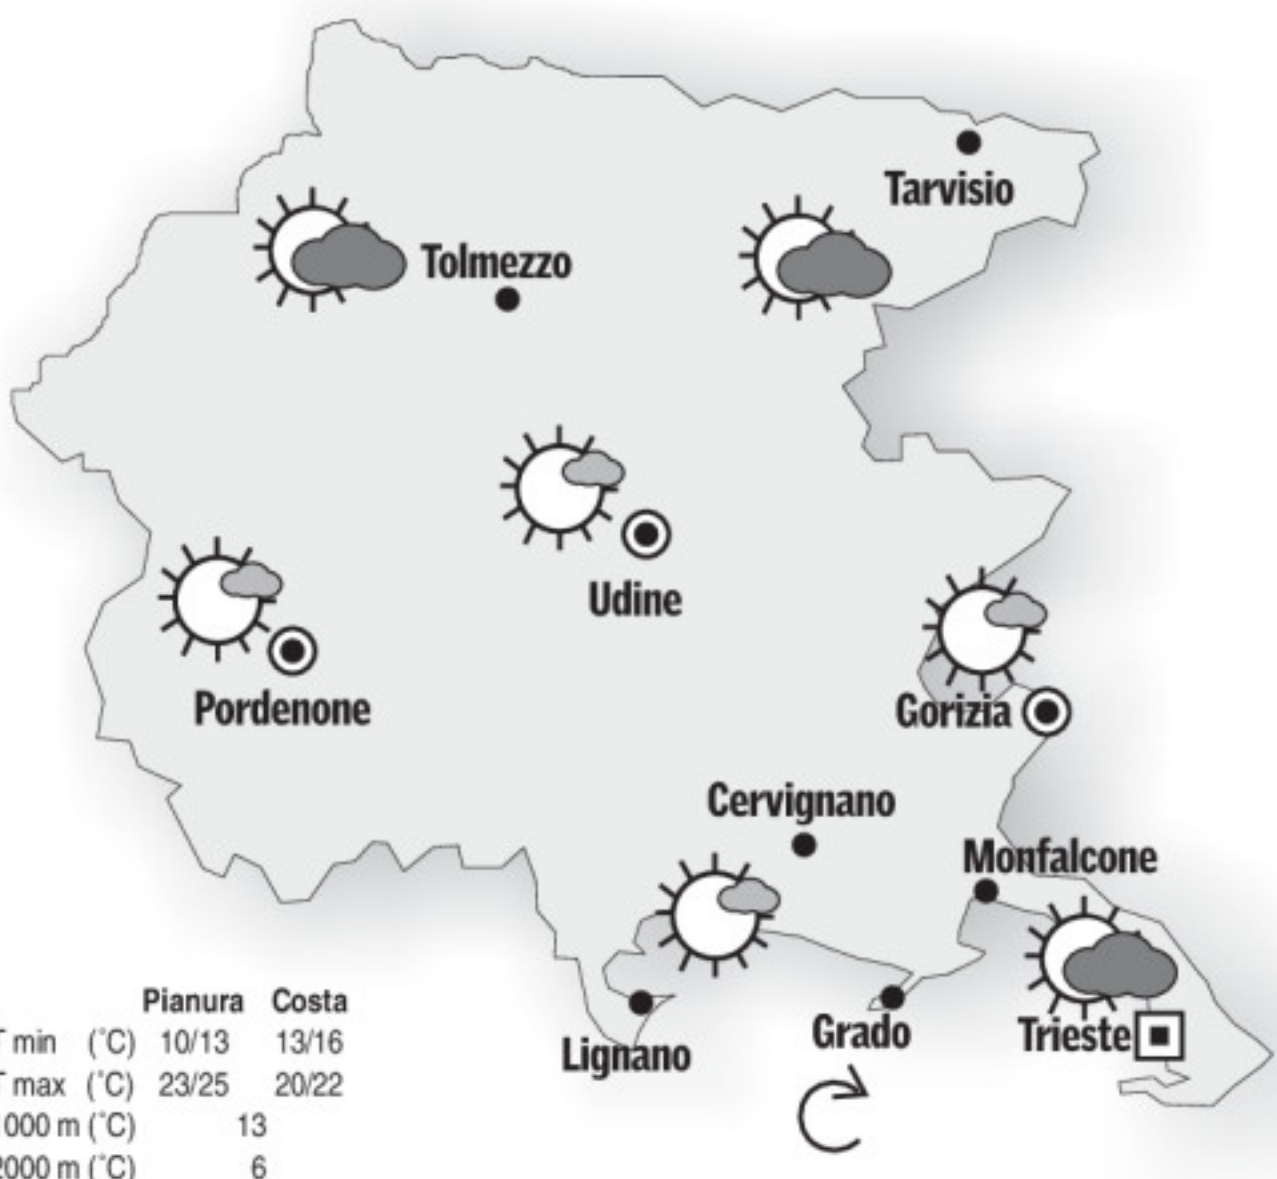 Tarvisio
Tolmezzo
Udine
Pordenone
Gorizia
Cervignano
Monfalcone
Pianura Costa
T min (°C) 10/13 13/16
T max (°C) 23/25 20/22
000 m (°C) 13
2000 m (°C) 6
Lignano
Grado
Trieste